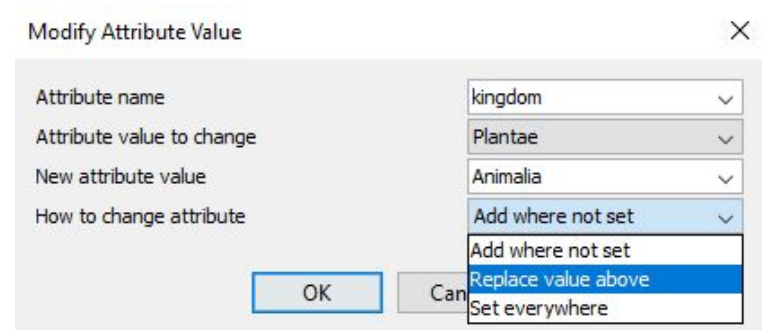 Modify Attribute Value
Attribute name kingdom
Attribute value to change Plantae
New attribute value Animalia
How to change attribute Add where not set
Add where not set
Replace value above
OK Can
Set everywhere